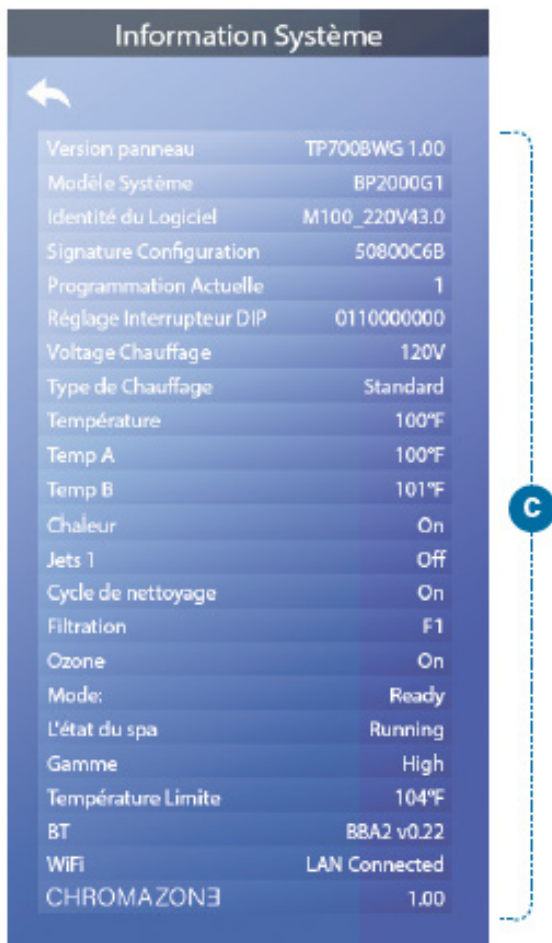 Information Système
Version panneau TP700BWG 1.00
Modèle Système BP2000G1
Identité du Logiciel M100_220V43.0
Signature Configuration 50800C6B
Programmation Actuelle 1
Réglage Interrupteur DIP 0110000000
Voltage Chauffage 120V
Type de Chauffage Standard
Température 100°F
Temp A 100°F
Temp B 101°F
Chaleur On
Jets 1 Off
Cycle de nettoyage On
Filtration F1
Ozone On
Mode: Ready
L'état du spa Running
Gamme High
Température Limite 104°F
BT BBA2 v0.22
WiFi LAN Connected
CHROMAZONE 1.00
C